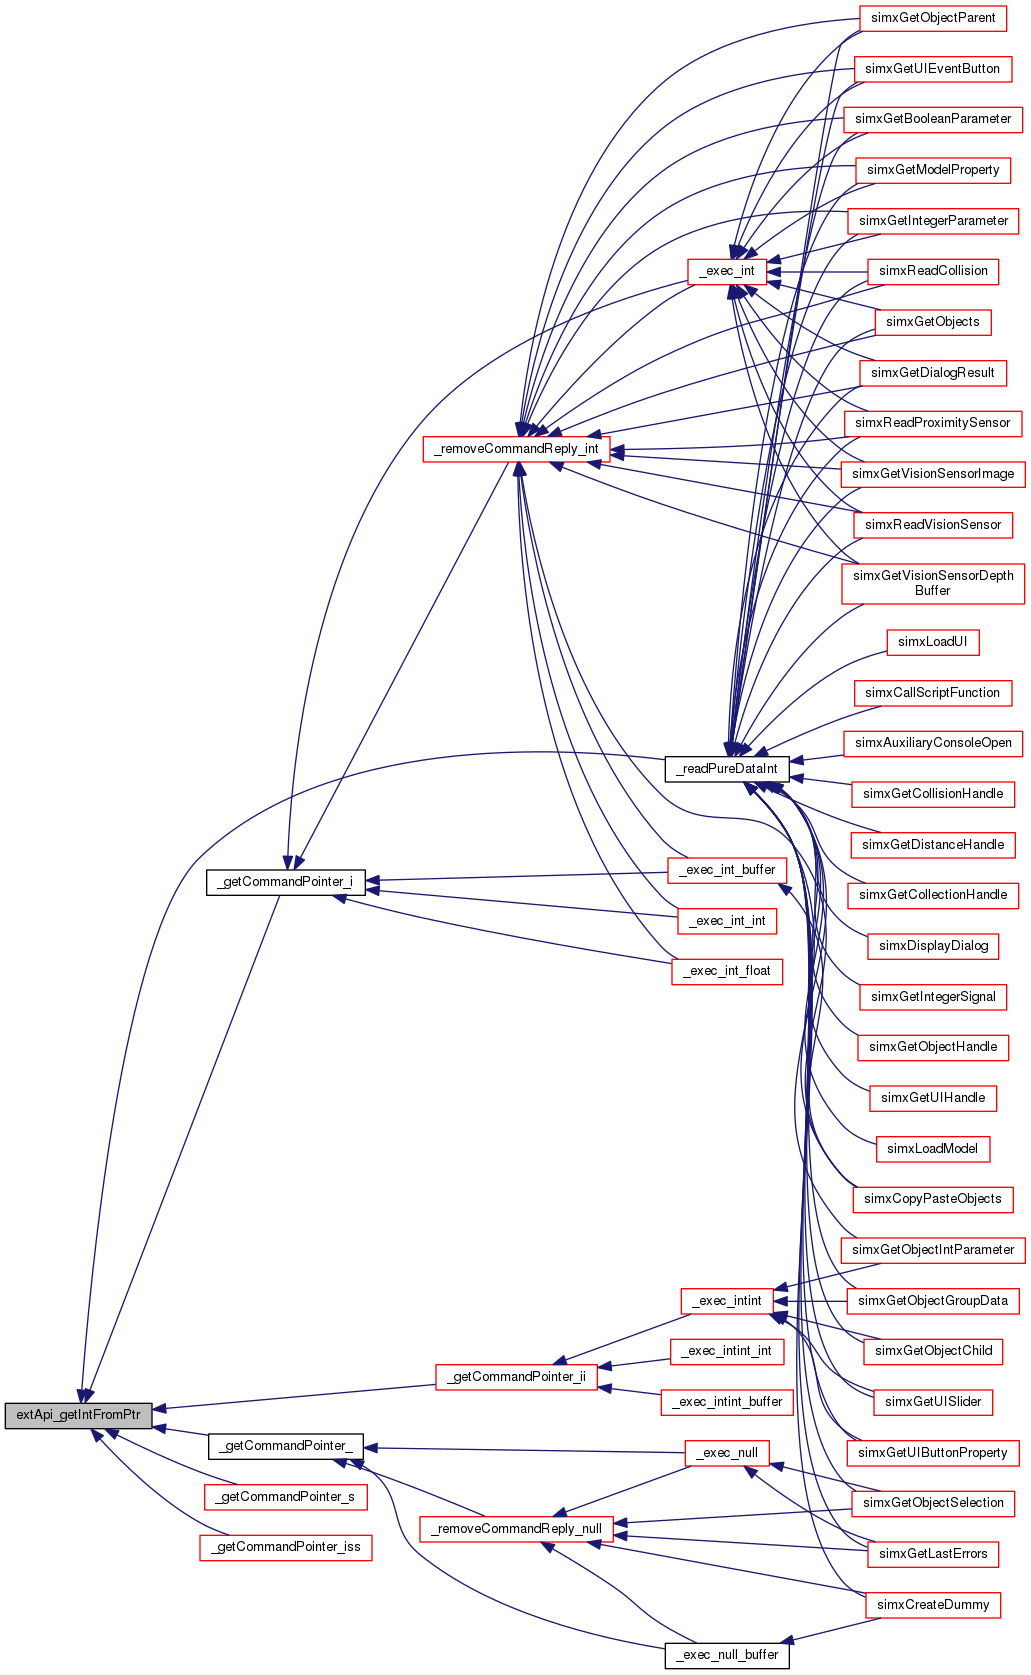 simxGetObjectParent
simxGetUIEventButton
simxGetBooleanParameter
simxGetModelProperty
simxGetIntegerParameter
_exec_int
simxReadCollision
simxGetObjects
simxGetDialogResult
simxReadProximitySensor
_removeCommandReply_int
simxGetVisionSensorImage
simxReadVisionSensor
simxGetVisionSensorDepth
Buffer
simxLoadUI
simxCallScriptFunction
simxAuxiliaryConsoleOpen
_readPureDataInt
simxGetCollisionHandle
simxGetDistanceHandle
_exec_int_buffer
_getCommandPointer_i
simxGetCollectionHandle
_exec_int_int
simxDisplayDialog
_exec_int_float
simxGetIntegerSignal
simxGetObjectHandle
simxGetUIHandle
simxLoadModel
simxCopyPasteObjects
simxGetObjectIntParameter
_exec_intint
simxGetObjectGroupData
_exec_intint_int
simxGetObjectChild
_getCommandPointer_ii
_exec_intint_buffer
simxGetUISlider
extApi_getIntFromPtr
_getCommandPointer_
_exec_null
simxGetUIButtonProperty
_getCommandPointer_s
simxGetObjectSelection
_removeCommandReply_null
_getCommandPointer_iss
simxGetLastErrors
simxCreateDummy
_exec_null_buffer